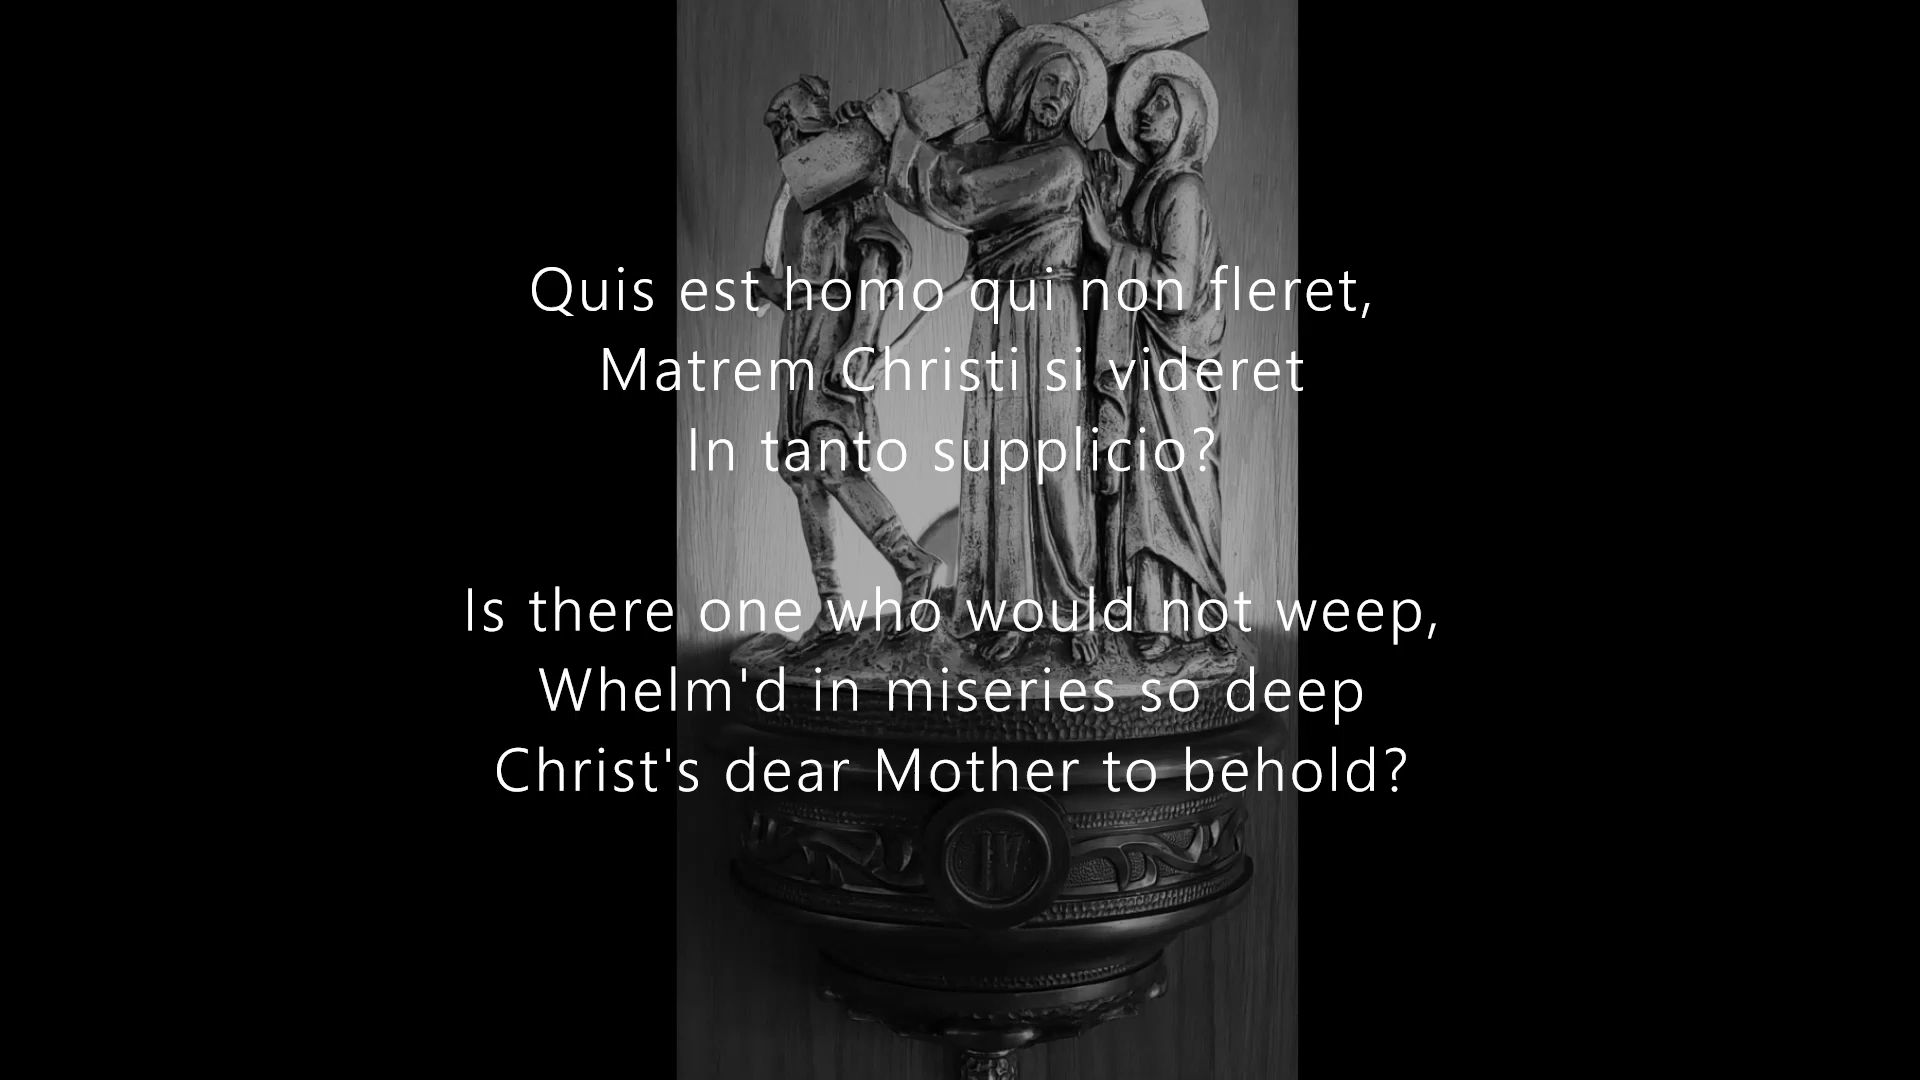 Quis est homo qui non fleret,
Matrem Christi si videret
In tanto supplicio?
Is there one who would not weep,
Whelm'd in miseries so deep
Christ's dear Mother to behold?
IV